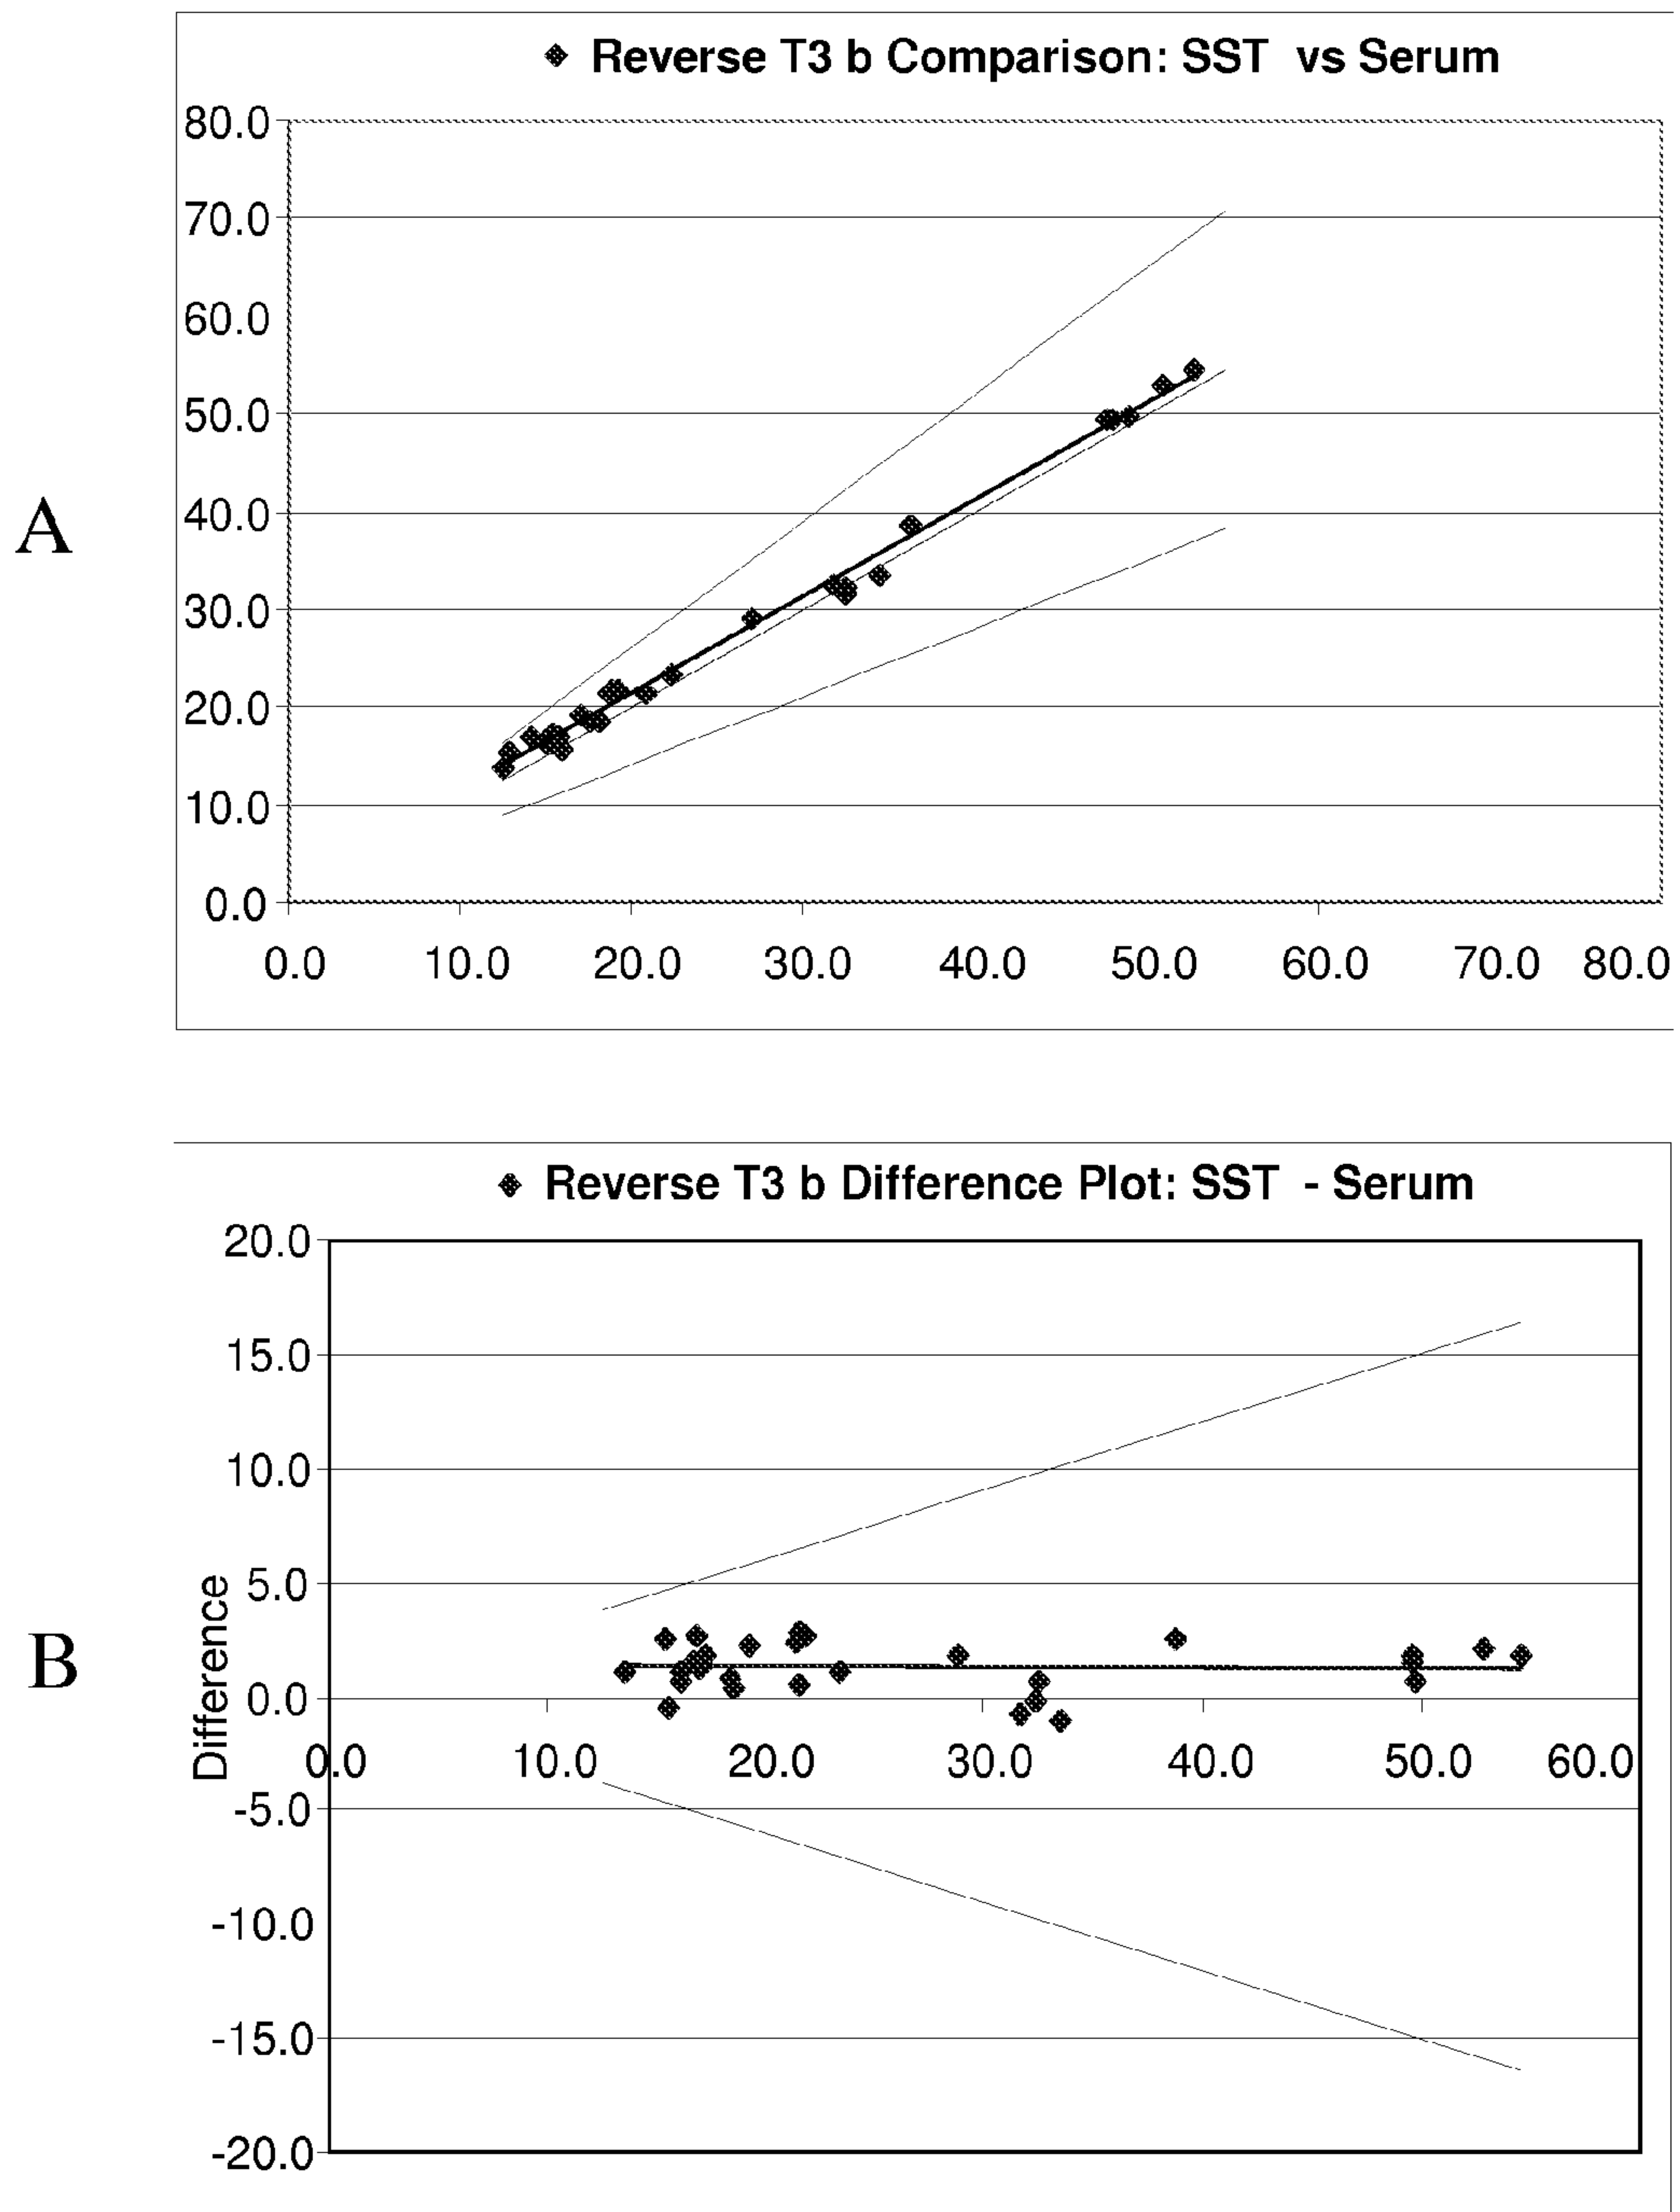 Reverse T3 b Comparison: SST vs Serum
80.0
70.0
60.0
50.0
A
40.0
30.0
20.0
10.0
0.0
0.0 10.0 20.0 30.0 40.0 50.0 60.0 70.0 80.0
Reverse T3 b Difference Plot: SST - Serum
20.0
15.0
10.0
5.0
B
Difference
0.0
0.0 10.0 20.0 30.0 40.0 50.0 60.0
-5.0
-10.0
-15.0
-20.0